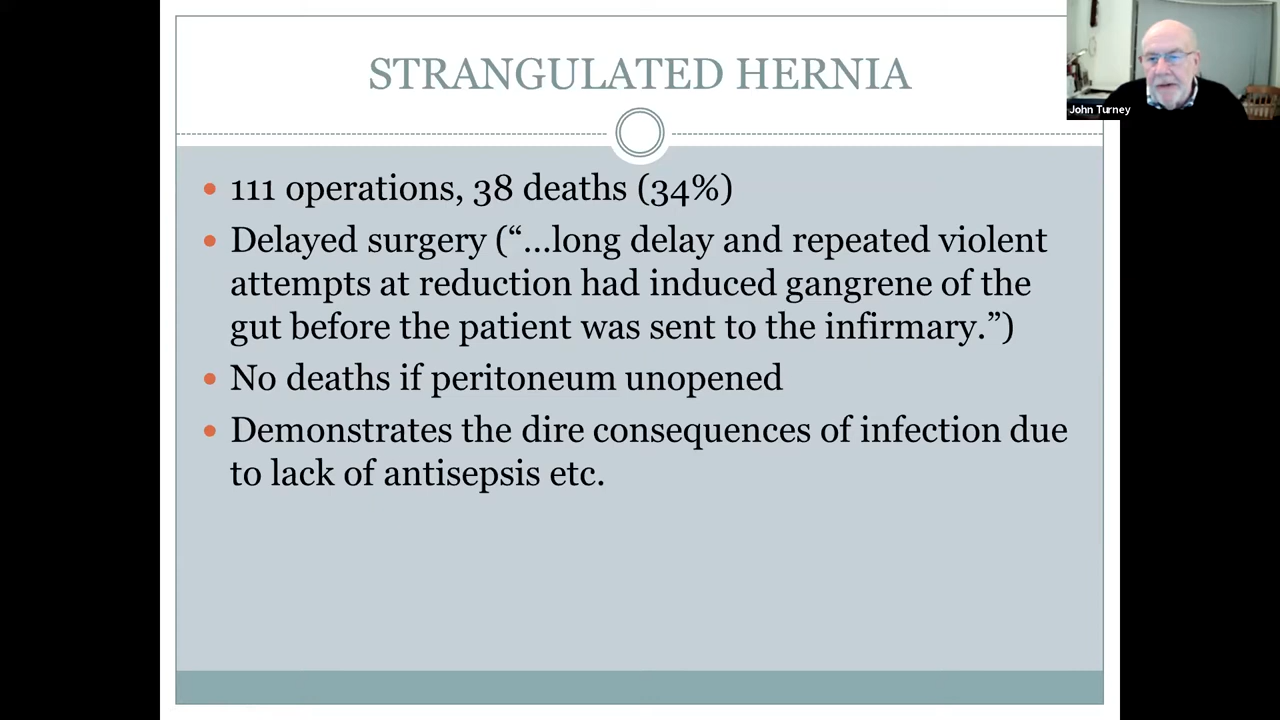 STRANGULATED HERNIA
John Turney
• 111 operations, 38 deaths (34%)
• Delayed surgery (“…long delay and repeated violent
attempts at reduction had induced gangrene of the
gut before the patient was sent to the infirmary.”)
• No deaths if peritoneum unopened
• Demonstrates the dire consequences of infection due
to lack of antisepsis etc.